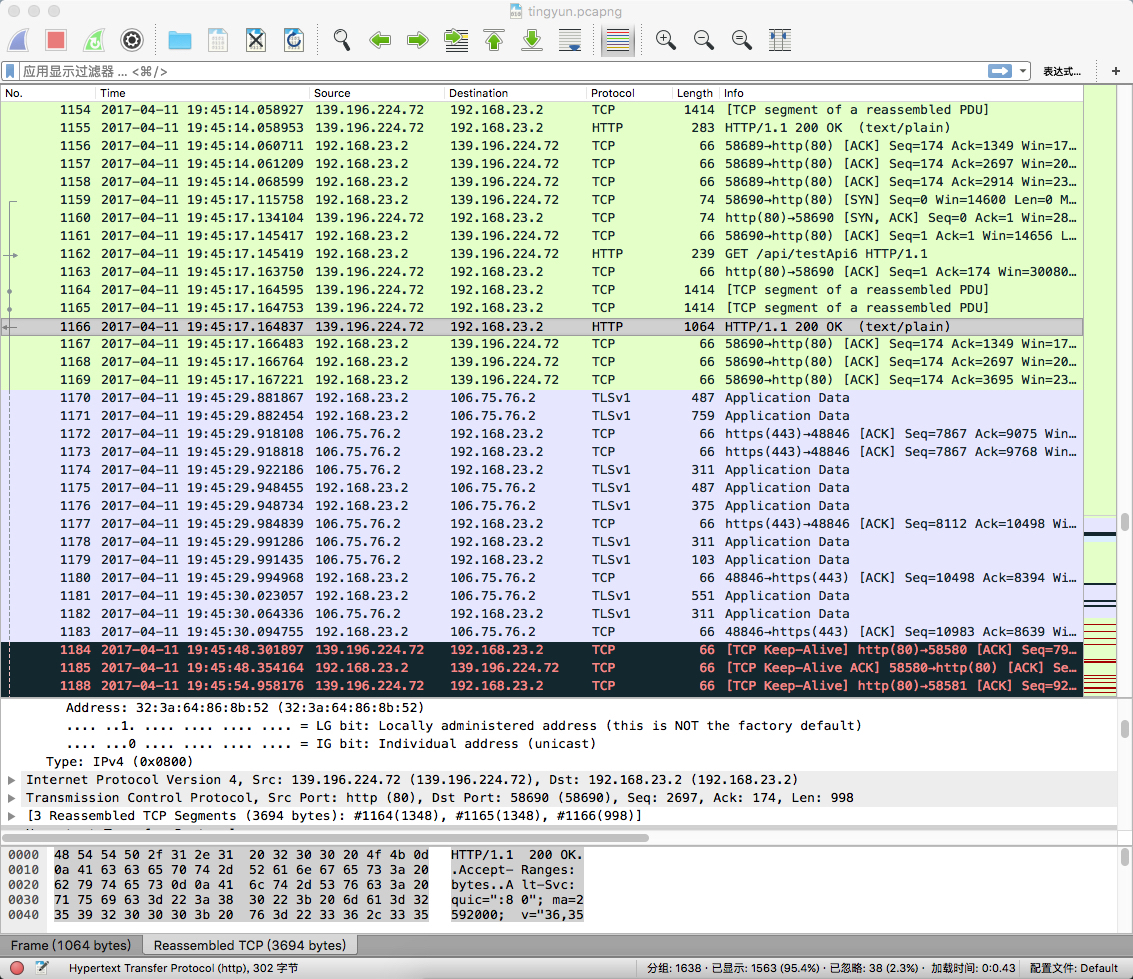 tingyun.pcapng
应用显示过滤器 … <⌘/>
表达式… +
No. Time Source Destination Protocol Length Info
1154 2017-04-11 19:45:14.058927 139.196.224.72 192.168.23.2 TCP 1414 [TCP segment of a reassembled PDU]
1155 2017-04-11 19:45:14.058953 139.196.224.72 192.168.23.2 HTTP 283 HTTP/1.1 200 OK (text/plain)
1156 2017-04-11 19:45:14.060711 192.168.23.2 139.196.224.72 TCP 66 58689→http(80) [ACK] Seq=174 Ack=1349 Win=17…
1157 2017-04-11 19:45:14.061209 192.168.23.2 139.196.224.72 TCP 66 58689→http(80) [ACK] Seq=174 Ack=2697 Win=20…
1158 2017-04-11 19:45:14.068599 192.168.23.2 139.196.224.72 TCP 66 58689→http(80) [ACK] Seq=174 Ack=2914 Win=23…
1159 2017-04-11 19:45:17.115758 192.168.23.2 139.196.224.72 TCP 74 58690→http(80) [SYN] Seq=0 Win=14600 Len=0 M…
1160 2017-04-11 19:45:17.134104 139.196.224.72 192.168.23.2 TCP 74 http(80)→58690 [SYN, ACK] Seq=0 Ack=1 Win=28…
1161 2017-04-11 19:45:17.145417 192.168.23.2 139.196.224.72 TCP 66 58690→http(80) [ACK] Seq=1 Ack=1 Win=14656 L…
1162 2017-04-11 19:45:17.145419 192.168.23.2 139.196.224.72 HTTP 239 GET /api/testApi6 HTTP/1.1
1163 2017-04-11 19:45:17.163750 139.196.224.72 192.168.23.2 TCP 66 http(80)→58690 [ACK] Seq=1 Ack=174 Win=30080…
1164 2017-04-11 19:45:17.164595 139.196.224.72 192.168.23.2 TCP 1414 [TCP segment of a reassembled PDU]
1165 2017-04-11 19:45:17.164753 139.196.224.72 192.168.23.2 TCP 1414 [TCP segment of a reassembled PDU]
1166 2017-04-11 19:45:17.164837 139.196.224.72 192.168.23.2 HTTP 1064 HTTP/1.1 200 OK (text/plain)
1167 2017-04-11 19:45:17.166483 192.168.23.2 139.196.224.72 TCP 66 58690→http(80) [ACK] Seq=174 Ack=1349 Win=17…
1168 2017-04-11 19:45:17.166764 192.168.23.2 139.196.224.72 TCP 66 58690→http(80) [ACK] Seq=174 Ack=2697 Win=20…
1169 2017-04-11 19:45:17.167221 192.168.23.2 139.196.224.72 TCP 66 58690→http(80) [ACK] Seq=174 Ack=3695 Win=23…
1170 2017-04-11 19:45:29.881867 192.168.23.2 106.75.76.2 TLSv1 487 Application Data
1171 2017-04-11 19:45:29.882454 192.168.23.2 106.75.76.2 TLSv1 759 Application Data
1172 2017-04-11 19:45:29.918108 106.75.76.2 192.168.23.2 TCP 66 https(443)→48846 [ACK] Seq=7867 Ack=9075 Win…
1173 2017-04-11 19:45:29.918818 106.75.76.2 192.168.23.2 TCP 66 https(443)→48846 [ACK] Seq=7867 Ack=9768 Win…
1174 2017-04-11 19:45:29.922186 106.75.76.2 192.168.23.2 TLSv1 311 Application Data
1175 2017-04-11 19:45:29.948455 192.168.23.2 106.75.76.2 TLSv1 487 Application Data
1176 2017-04-11 19:45:29.948734 192.168.23.2 106.75.76.2 TLSv1 375 Application Data
1177 2017-04-11 19:45:29.984839 106.75.76.2 192.168.23.2 TCP 66 https(443)→48846 [ACK] Seq=8112 Ack=10498 Wi…
1178 2017-04-11 19:45:29.991286 106.75.76.2 192.168.23.2 TLSv1 311 Application Data
1179 2017-04-11 19:45:29.991435 106.75.76.2 192.168.23.2 TLSv1 103 Application Data
1180 2017-04-11 19:45:29.994968 192.168.23.2 106.75.76.2 TCP 66 48846→https(443) [ACK] Seq=10498 Ack=8394 Wi…
1181 2017-04-11 19:45:30.023057 192.168.23.2 106.75.76.2 TLSv1 551 Application Data
1182 2017-04-11 19:45:30.064336 106.75.76.2 192.168.23.2 TLSv1 311 Application Data
1183 2017-04-11 19:45:30.094755 192.168.23.2 106.75.76.2 TCP 66 48846→https(443) [ACK] Seq=10983 Ack=8639 Wi…
1184 2017-04-11 19:45:48.301897 139.196.224.72 192.168.23.2 TCP 66 [TCP Keep-Alive] http(80)→58580 [ACK] Seq=79…
1185 2017-04-11 19:45:48.354164 192.168.23.2 139.196.224.72 TCP 66 [TCP Keep-Alive ACK] 58580→http(80) [ACK] Se…
1188 2017-04-11 19:45:54.958176 139.196.224.72 192.168.23.2 TCP 66 [TCP Keep-Alive] http(80)→58581 [ACK] Seq=92…
Address: 32:3a:64:86:8b:52 (32:3a:64:86:8b:52)
.... ..1. .... .... .... .... = LG bit: Locally administered address (this is NOT the factory default)
.... ...0 .... .... .... .... = IG bit: Individual address (unicast)
Type: IPv4 (0x0800)
Internet Protocol Version 4, Src: 139.196.224.72 (139.196.224.72), Dst: 192.168.23.2 (192.168.23.2)
Transmission Control Protocol, Src Port: http (80), Dst Port: 58690 (58690), Seq: 2697, Ack: 174, Len: 998
[3 Reassembled TCP Segments (3694 bytes): #1164(1348), #1165(1348), #1166(998)]
0000 48 54 54 50 2f 31 2e 31 20 32 30 30 20 4f 4b 0d HTTP/1.1 200 OK.
0010 0a 41 63 63 65 70 74 2d 52 61 6e 67 65 73 3a 20 .Accept- Ranges:
0020 62 79 74 65 73 0d 0a 41 6c 74 2d 53 76 63 3a 20 bytes..A lt-Svc:
0030 71 75 69 63 3d 22 3a 38 30 22 3b 20 6d 61 3d 32 quic=":8 0"; ma=2
0040 35 39 32 30 30 30 3b 20 76 3d 22 33 36 2c 33 35 592000; v="36,35
Frame (1064 bytes) Reassembled TCP (3694 bytes)
Hypertext Transfer Protocol (http), 302 字节 分组: 1638 · 已显示: 1563 (95.4%) · 已忽略: 38 (2.3%) · 加载时间: 0:0.43 配置文件: Default